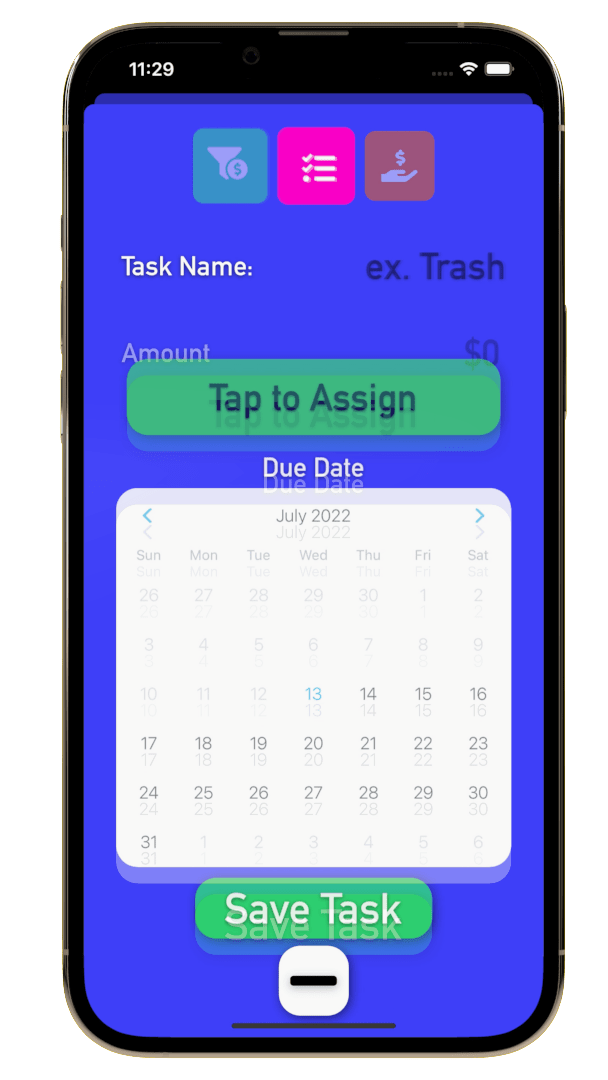 11:29
$
$
Task Name: ex. Trash
Amount $0
Tap to Assign
Due Date
July 2022
Sun Mon Tue Wed Thu Fri Sat
26 27 28 29 30 1 2
3 4 5 6 7 8 9
10 11 12 13 14 15 16
17 18 19 20 21 22 23
24 25 26 27 28 29 30
31 1 2 3 4 5 6
Save Task